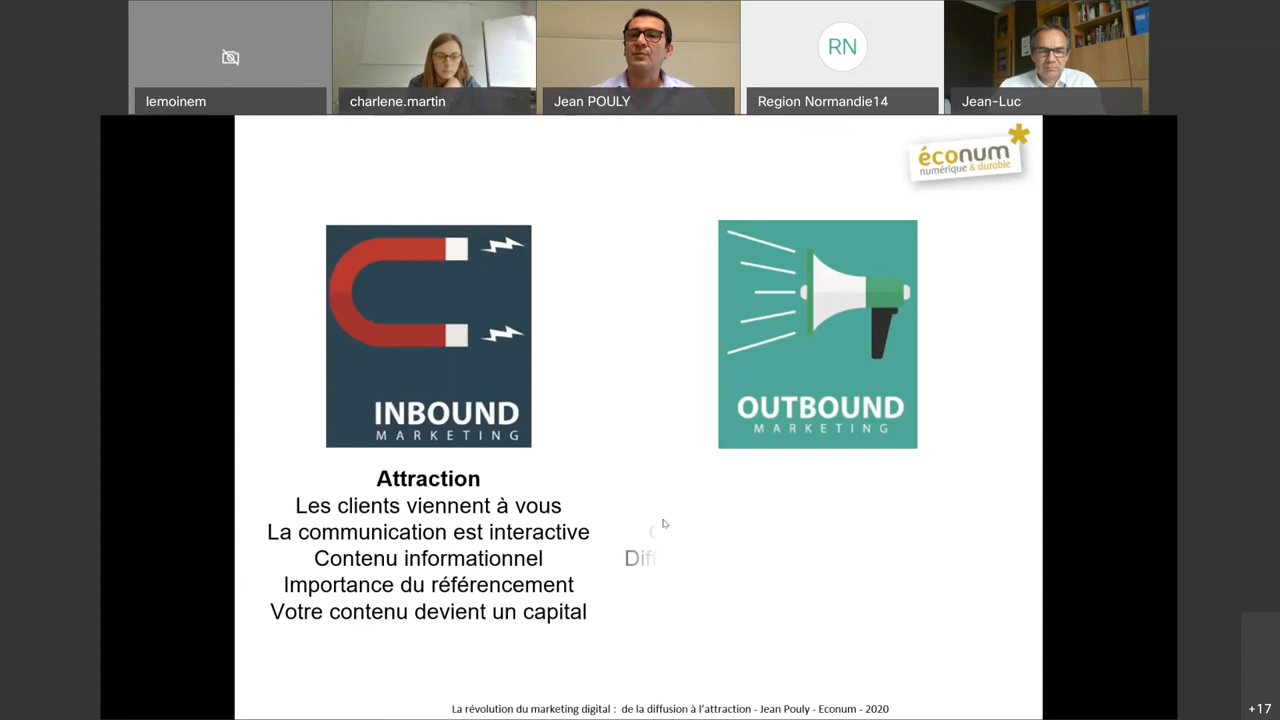 lemoinem
charlene.martin
Jean POULY
RN
Region Normandie14
Jean-Luc
éconum
numérique & durable
INBOUND
MARKETING
OUTBOUND
MARKETING
Attraction
Les clients viennent à vous
La communication est interactive
Contenu informationnel
Importance du référencement
Votre contenu devient un capital
La révolution du marketing digital : de la diffusion à l'attraction - Jean Pouly - Econum - 2020
+17